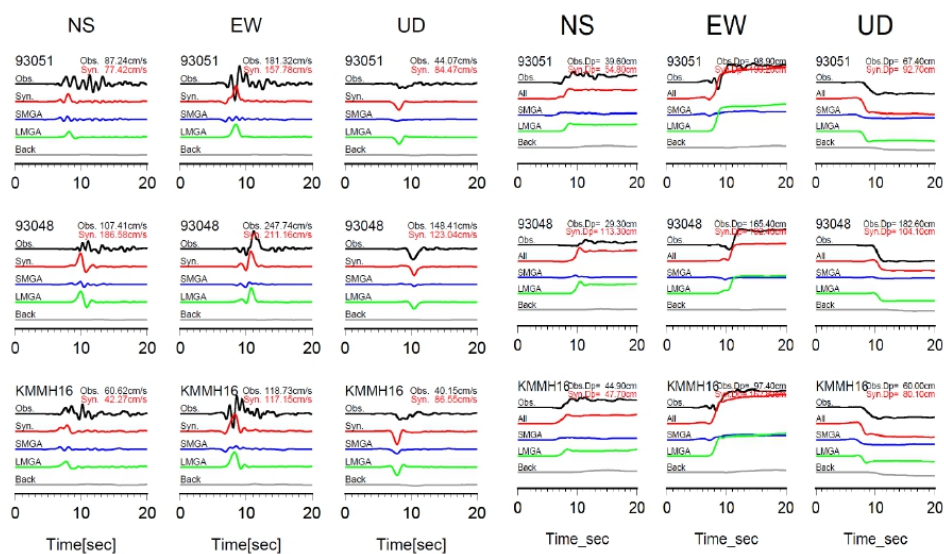 NS EW UD NS EW UD
93051 Obs. 87.24cm/s
Syn. 77.42cm/s
Obs.
Syn.
SMGA
LMGA
Back
0 10 20
93051 Obs. 181.32cm/s
Syn. 157.78cm/s
Obs.
Syn.
SMGA
LMGA
Back
0 10 20
93051 Obs. 44.07cm/s
Syn. 84.47cm/s
Obs.
Syn.
SMGA
LMGA
Back
0 10 20
93051 Obs.Dp= 39.60cm
Syn.Dp= 54.80cm
Obs.
All
SMGA
LMGA
Back
0 10 20
93051
Obs.
All
SMGA
LMGA
Back
0 10 20
93051 Obs.Dp= 67.40cm
Syn.Dp= 92.70cm
Obs.
All
SMGA
LMGA
Back
0 10 20
93048 Obs. 107.41cm/s
Syn. 186.58cm/s
Obs.
Syn.
SMGA
LMGA
Back
0 10 20
93048 Obs. 247.74cm/s
Syn. 211.16cm/s
Obs.
Syn.
SMGA
LMGA
Back
0 10 20
93048 Obs. 148.41cm/s
Syn. 123.04cm/s
Obs.
Syn.
SMGA
LMGA
Back
0 10 20
93048 Obs.Dp= 29.30cm
Syn.Dp= 113.30cm
Obs.
All
SMGA
LMGA
Back
0 10 20
93048 Obs.Dp= 165.40cm
Obs.
All
SMGA
LMGA
Back
0 10 20
93048 Obs.Dp= 182.60cm
Syn.Dp= 104.10cm
Obs.
All
SMGA
LMGA
Back
0 10 20
KMMH16 Obs. 60.62cm/s
Syn. 42.27cm/s
Obs.
Syn.
SMGA
LMGA
Back
0 10 20
KMMH16 Obs. 118.73cm/s
Syn. 117.15cm/s
Obs.
Syn.
SMGA
LMGA
Back
0 10 20
KMMH16 Obs. 40.15cm/s
Syn. 86.55cm/s
Obs.
Syn.
SMGA
LMGA
Back
0 10 20
KMMH16 Obs.Dp= 44.90cm
Syn.Dp= 47.70cm
Obs.
All
SMGA
LMGA
Back
0 10 20
KMMH16 Obs.Dp= 97.40cm
Obs.
All
SMGA
LMGA
Back
0 10 20
KMMH16 Obs.Dp= 60.00cm
Syn.Dp= 80.10cm
Obs.
All
SMGA
LMGA
Back
0 10 20
Time[sec] Time[sec] Time[sec] Time_sec Time_sec Time_sec